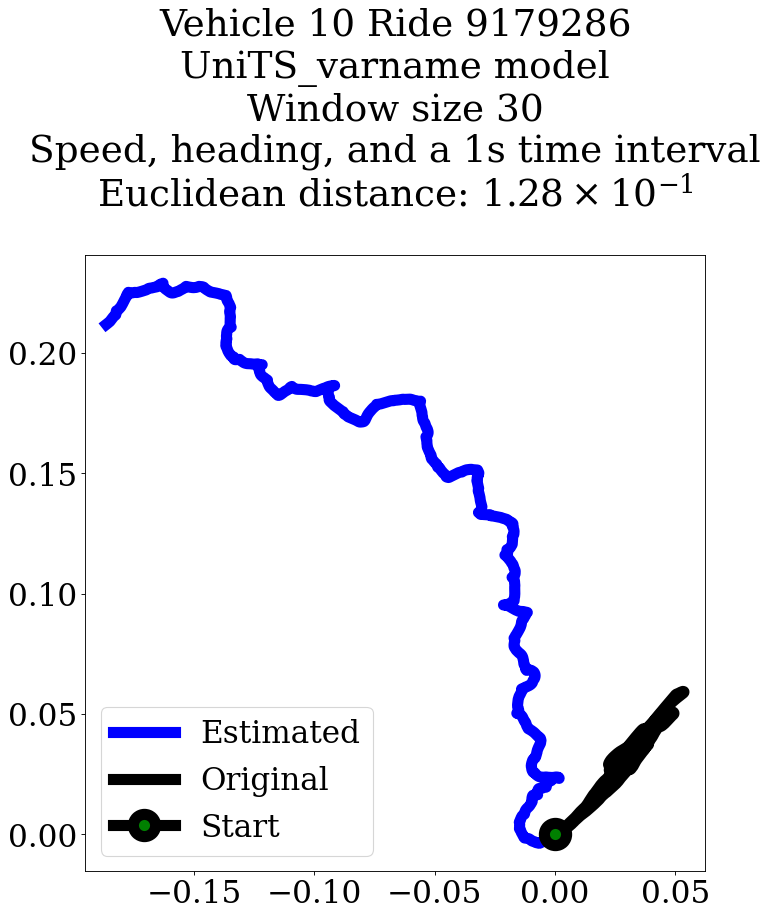 Vehicle 10 Ride 9179286
UniTS_varname model
Window size 30
Speed, heading, and a 1s time interval
Euclidean distance: 1.28 × 10⁻¹
0.20
0.15
0.10
0.05
0.00
Estimated
Original
Start
−0.15 −0.10 −0.05 0.00 0.05